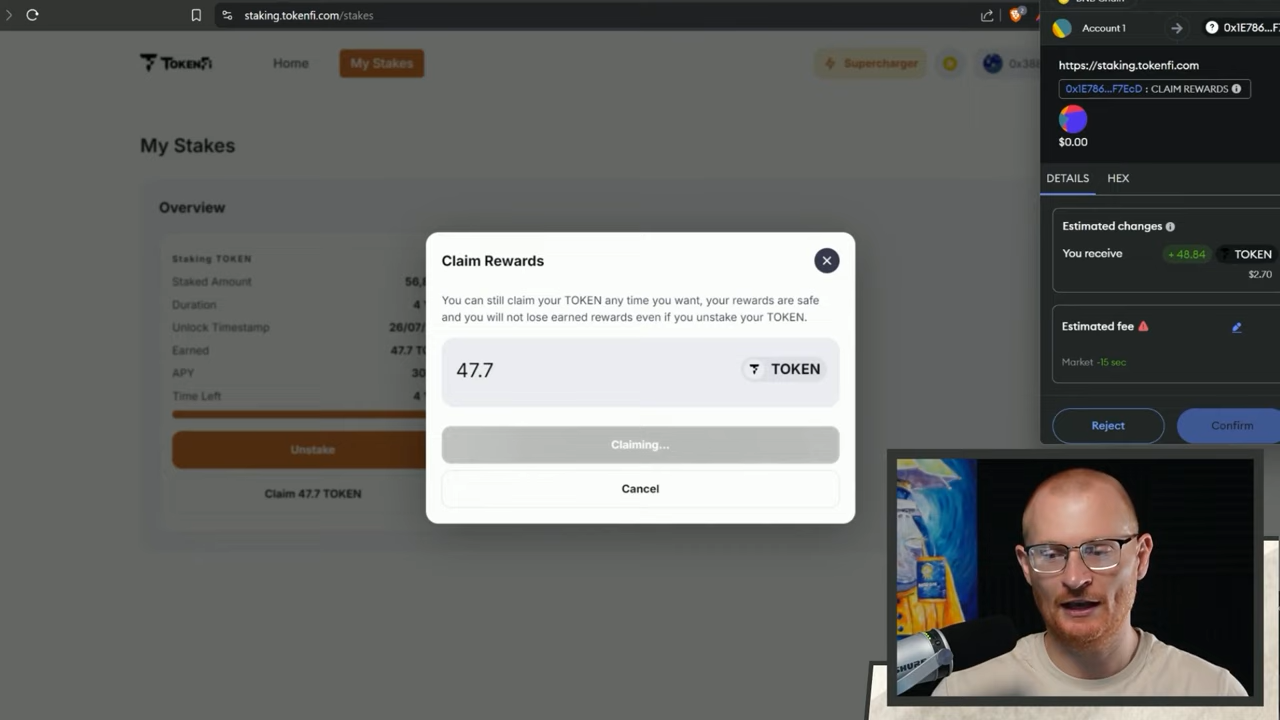 staking.tokenfi.com/stakes
TOKENFI
Home
My Stakes
Supercharger
My Stakes
Overview
Staking TOKEN
Staked Amount
Duration
Unlock Timestamp
26/07/
Earned
47.7
APY
Time Left
Unstake
Claim 47.7 TOKEN
Claim Rewards
You can still claim your TOKEN any time you want, your rewards are safe
and you will not lose earned rewards even if you unstake your TOKEN.
47.7
TOKEN
Claiming...
Cancel
Account 1
0x1E786...F7
https://staking.tokenfi.com
0x1E786...F7EcD : CLAIM REWARDS
$0.00
DETAILS
HEX
Estimated changes
You receive
+ 48.84
TOKEN
$2.70
Estimated fee
Market ~15 sec
Reject
Confirm
SHURE